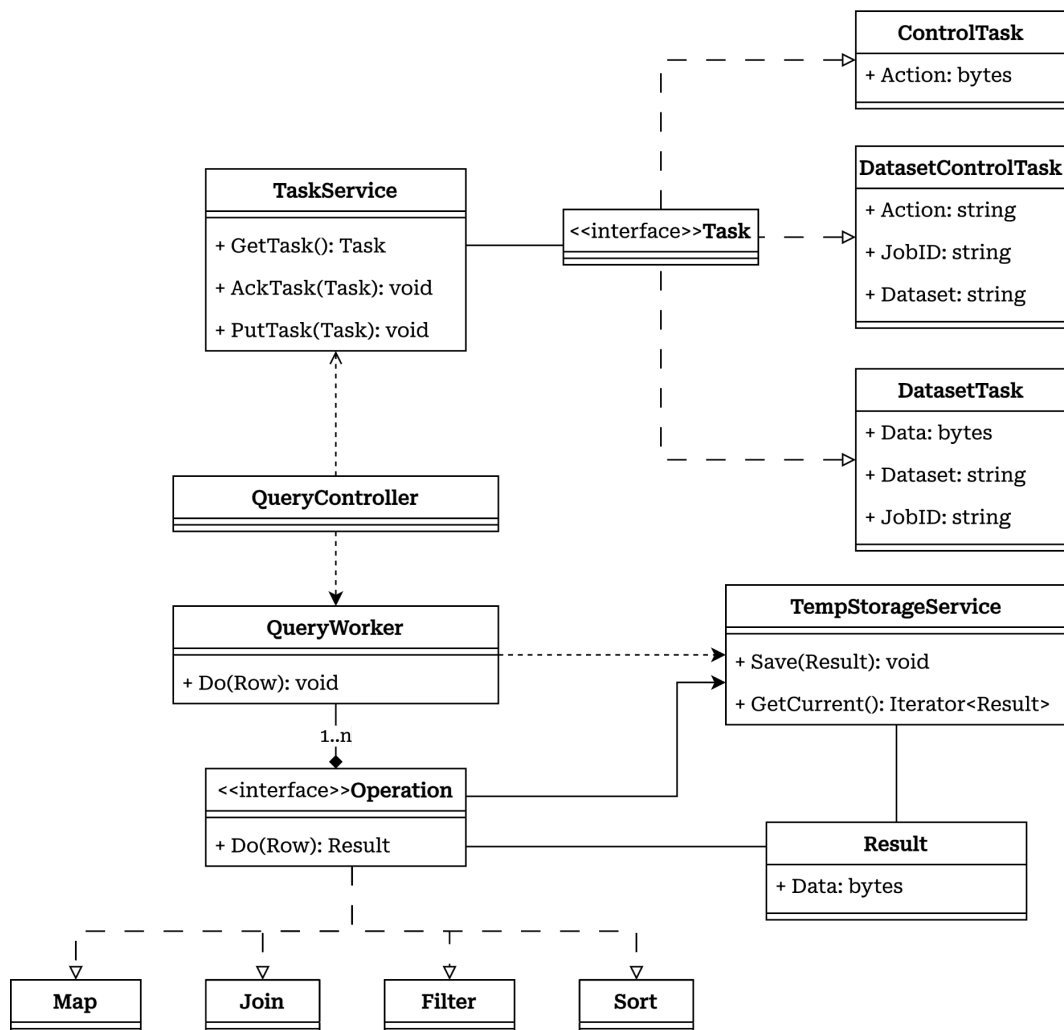 ControlTask
+ Action: bytes
DatasetControlTask
+ Action: string
+ JobID: string
+ Dataset: string
TaskService
+ GetTask(): Task
+ AckTask(Task): void
+ PutTask(Task): void
<<interface>>Task
DatasetTask
+ Data: bytes
+ Dataset: string
+ JobID: string
QueryController
QueryWorker
+ Do(Row): void
TempStorageService
+ Save(Result): void
+ GetCurrent(): Iterator<Result>
1..n
<<interface>>Operation
+ Do(Row): Result
Result
+ Data: bytes
Map
Join
Filter
Sort